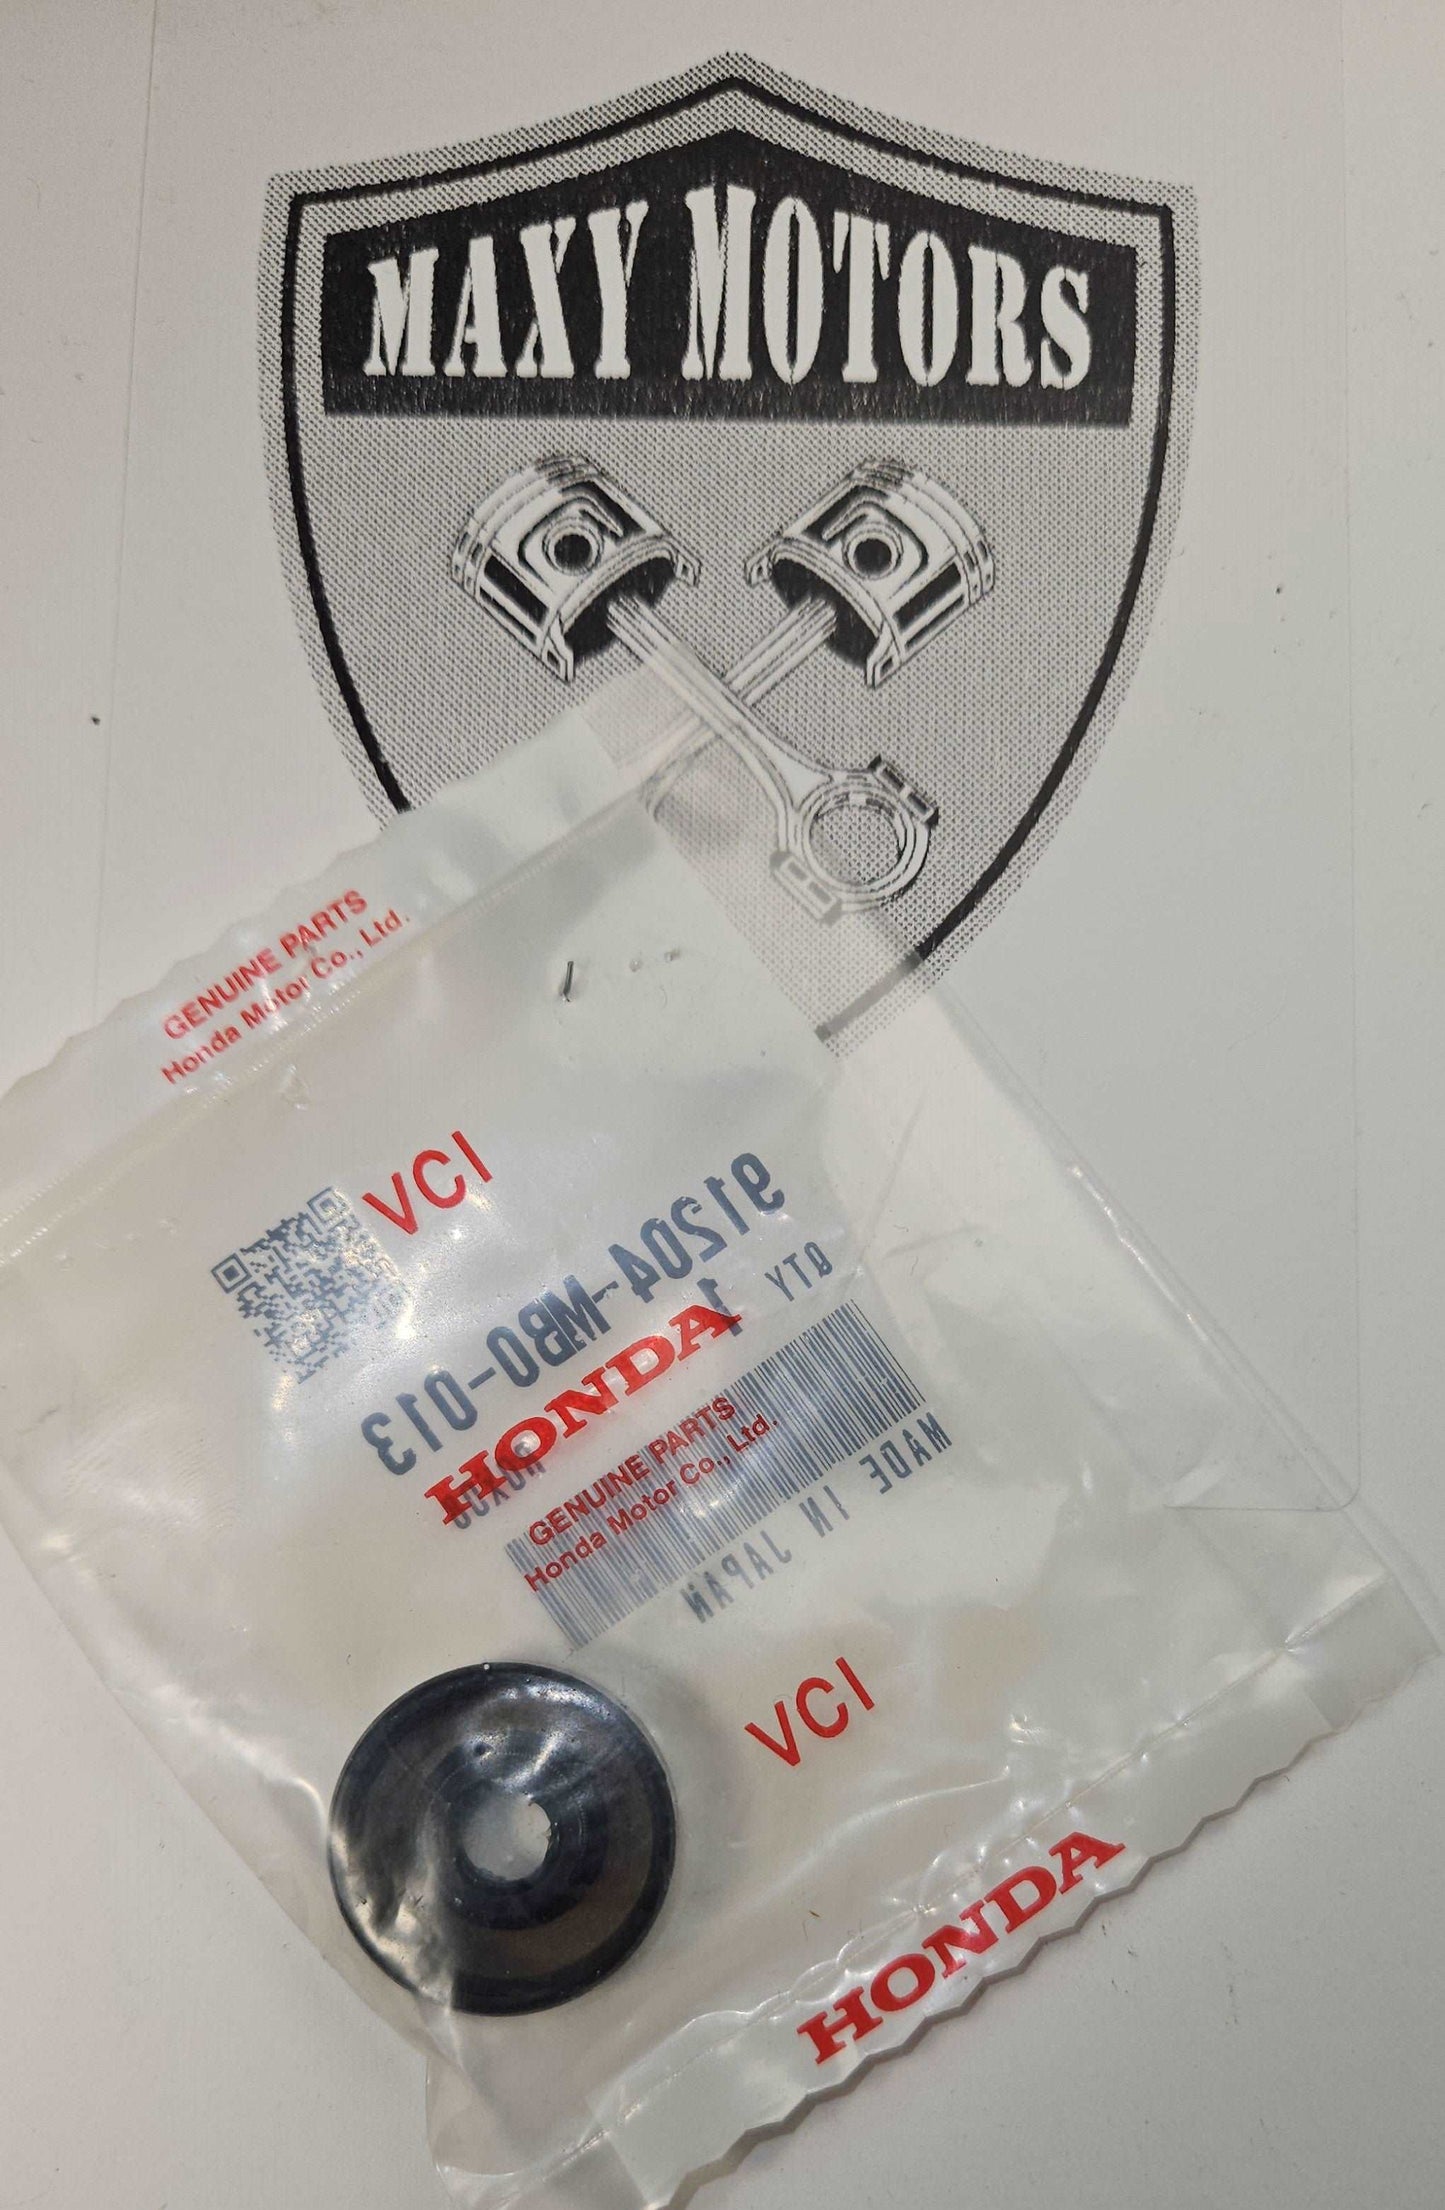 MAXY MOTORS
GENUINE PARTS
Honda Motor Co., Ltd.
VCI
91204-MB0-013
QTY
1
HONDA
GENUINE PARTS
Honda Motor Co., Ltd.
MADE IN JAPAN
VCI
HONDA